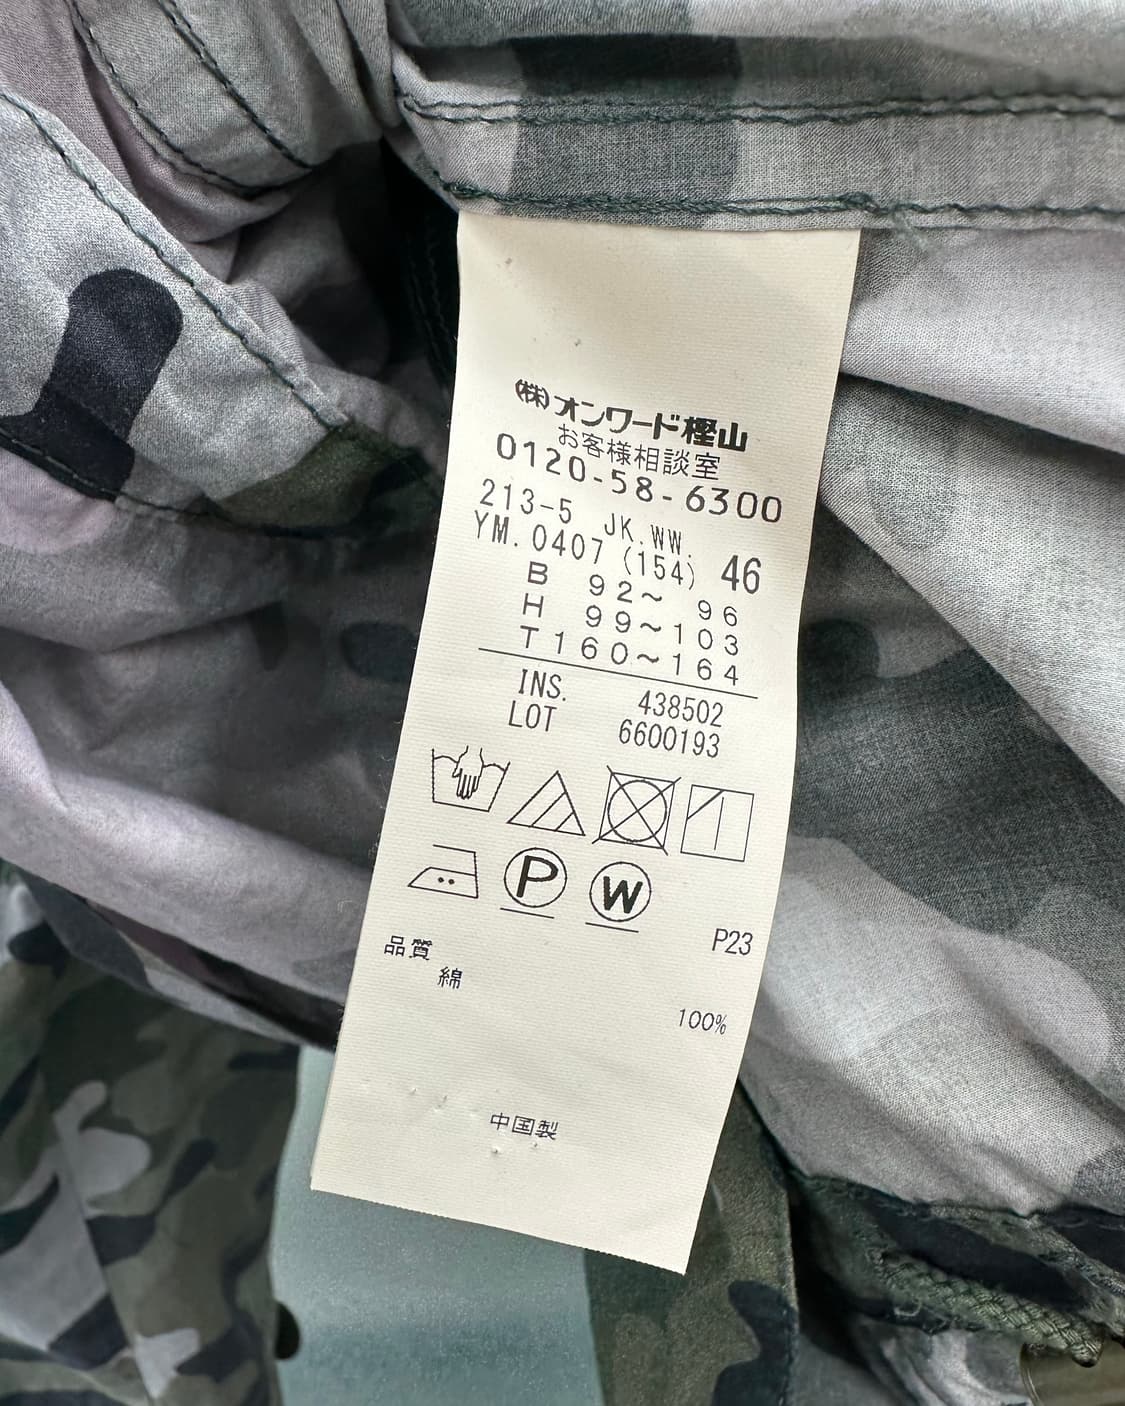 (株)オンワード樫山
お客様相談室
0120-58-6300
213-5 JK.WW.
YM.0407 (154) 46
B 92~ 96
H 99~103
T160~164
INS. 438502
LOT 6600193
P W
P23
品質
綿
100%
中国製